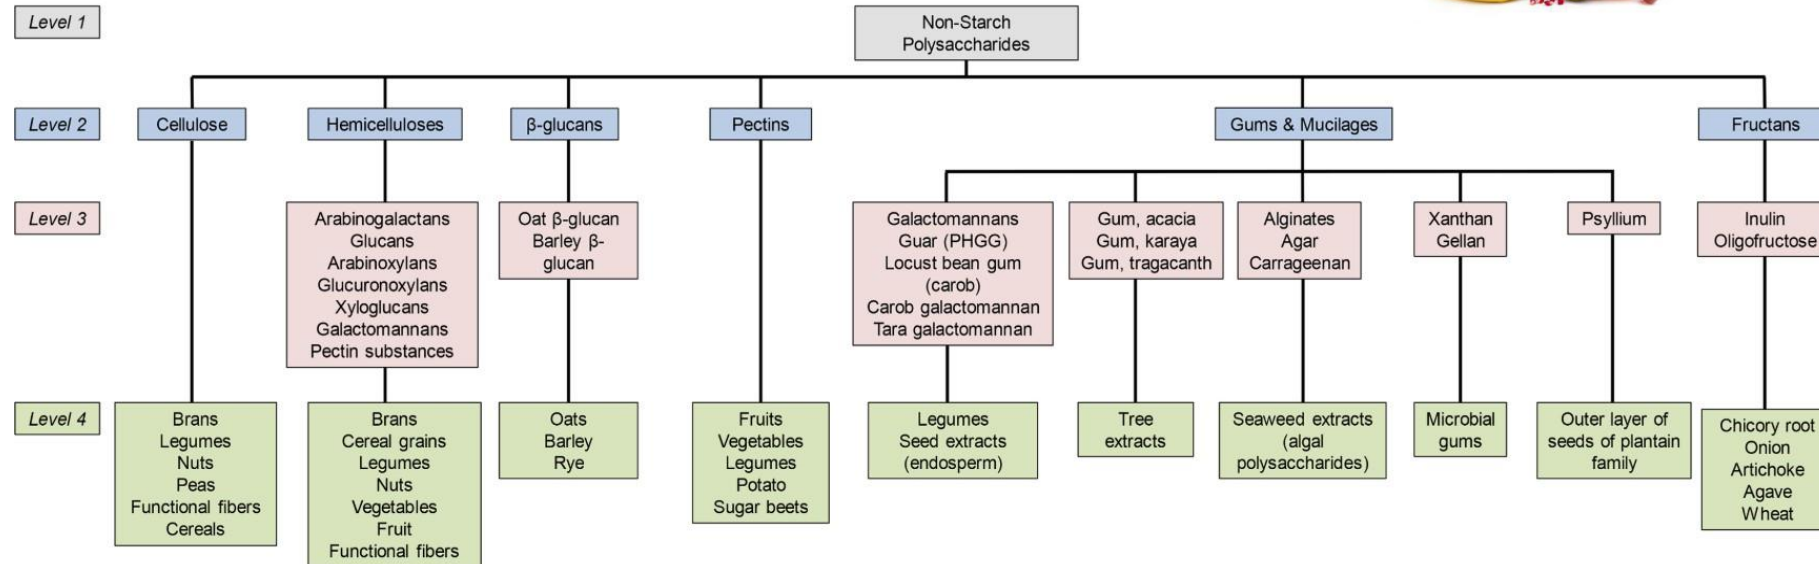 Level 1
Non-Starch
Polysaccharides
Level 2
Cellulose
Hemicelluloses
β-glucans
Pectins
Gums & Mucilages
Fructans
Level 3
Arabinogalactans
Glucans
Arabinoxylans
Glucuronoxylans
Xyloglucans
Galactomannans
Pectin substances
Oat β-glucan
Barley β-
glucan
Galactomannans
Guar (PHGG)
Locust bean gum
(carob)
Carob galactomannan
Tara galactomannan
Gum, acacia
Gum, karaya
Gum, tragacanth
Alginates
Agar
Carrageenan
Xanthan
Gellan
Psyllium
Inulin
Oligofructose
Level 4
Brans
Legumes
Nuts
Peas
Functional fibers
Cereals
Brans
Cereal grains
Legumes
Nuts
Vegetables
Fruit
Functional fibers
Oats
Barley
Rye
Fruits
Vegetables
Legumes
Potato
Sugar beets
Legumes
Seed extracts
(endosperm)
Tree
extracts
Seaweed extracts
(algal
polysaccharides)
Microbial
gums
Outer layer of
seeds of plantain
family
Chicory root
Onion
Artichoke
Agave
Wheat